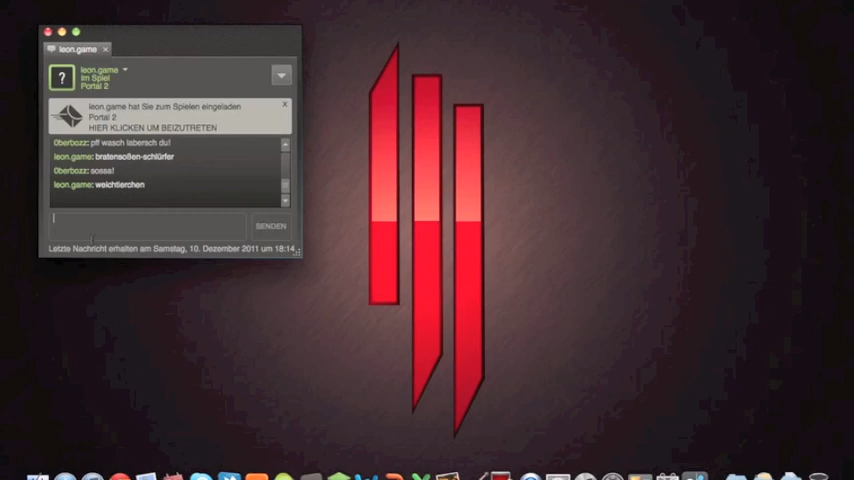 leon.game
leon.game
Im Spiel
Portal 2
leon.game hat Sie zum Spielen eingeladen
X
Portal 2
HIER KLICKEN UM BEIZUTRETEN
0berbozz: pff wasch labersch du!
leon.game: bratensoßen-schlürfer
0berbozz: sossa!
leon.game: weichtierchen
SENDEN
Letzte Nachricht erhalten am Samstag, 10. Dezember 2011 um 18:14